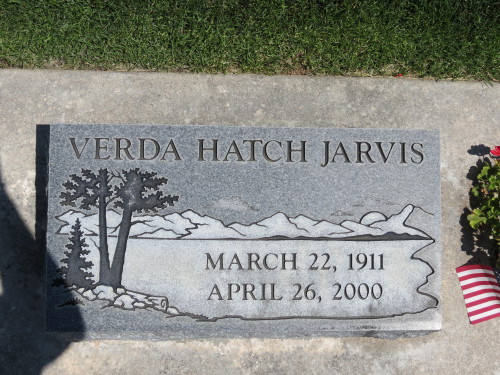 VERDA HATCH JARVIS
MARCH 22, 1911
APRIL 26, 2000